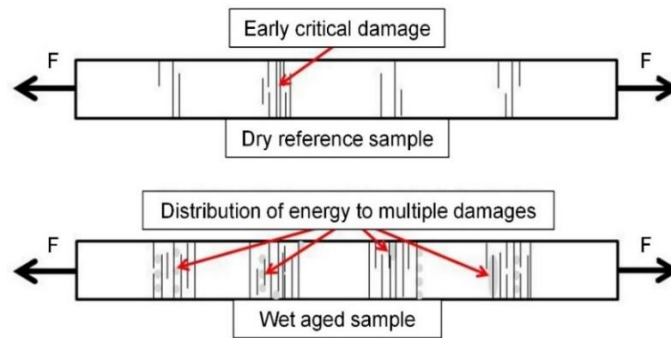 Early critical damage
F F
Dry reference sample
Distribution of energy to multiple damages
F F
Wet aged sample